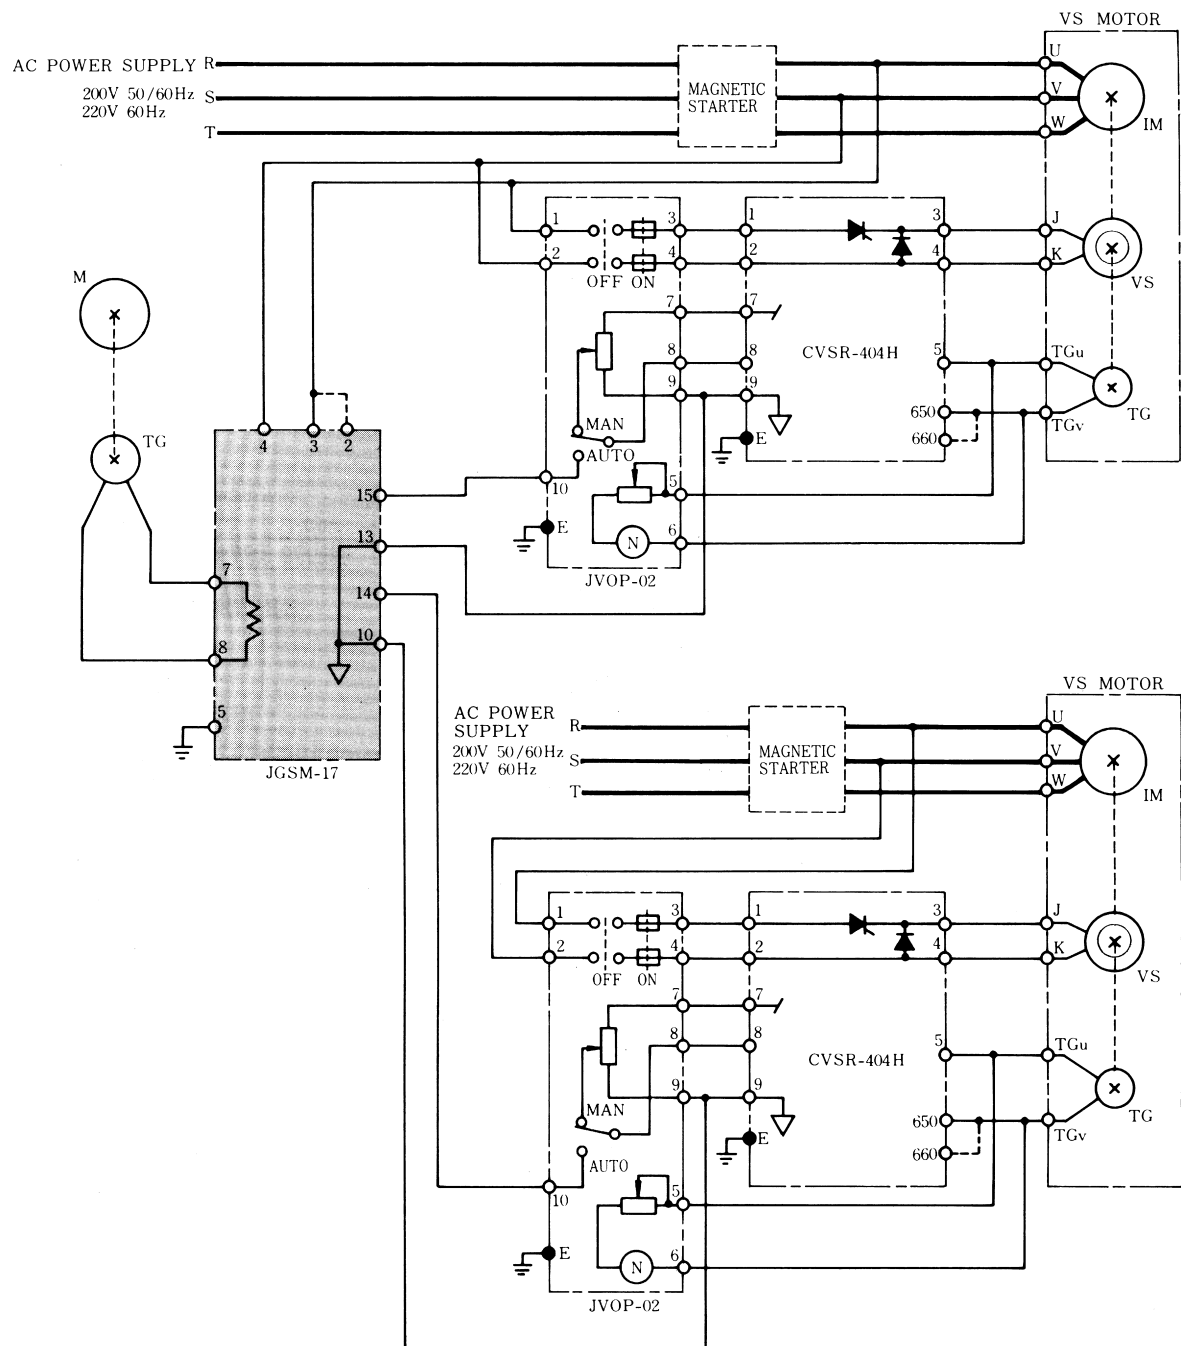 VS MOTOR
AC POWER SUPPLY R
200V 50/60Hz S
220V 60Hz
T
MAGNETIC
STARTER
U
V
W
IM
1
2
3
4
OFF ON
1
2
3
4
J
K
VS
M
7
8
9
7
8
9
CVSR-404H
5
650
660
TGu
TGv
TG
MAN
AUTO
E
TG
4
3
2
10
5
6
N
E
JVOP-02
15
13
14
10
7
8
5
JGSM-17
VS MOTOR
AC POWER
SUPPLY
200V 50/60Hz
220V 60Hz
R
S
T
MAGNETIC
STARTER
U
V
W
IM
1
2
3
4
OFF ON
1
2
3
4
J
K
VS
7
8
9
7
8
9
CVSR-404H
5
650
660
TGu
TGv
TG
MAN
AUTO
E
10
5
6
N
E
JVOP-02